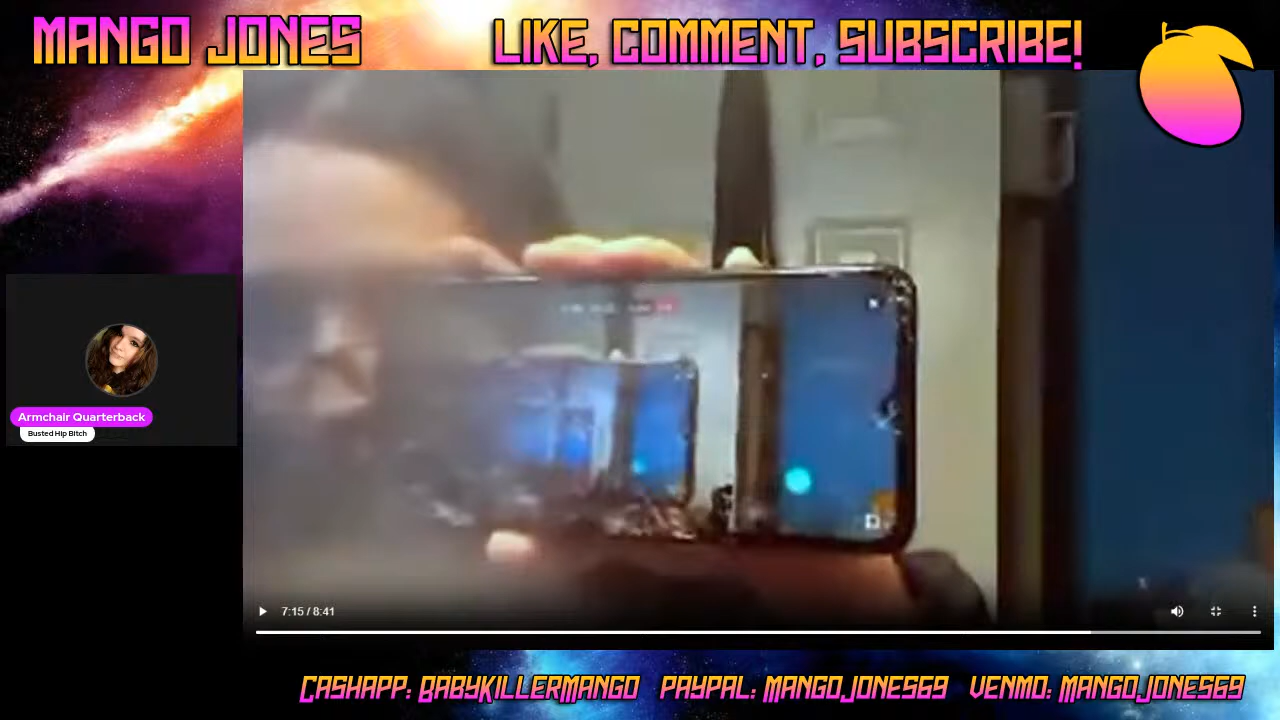 MANGO JONES
LIKE, COMMENT, SUBSCRIBE!
Armchair Quarterback
Busted Hip Bitch
7:15 / 8:41
CASHAPP: BABYKILLERMANGO PAYPAL: MANGOJONES69 VENMO: MANGOJONES69